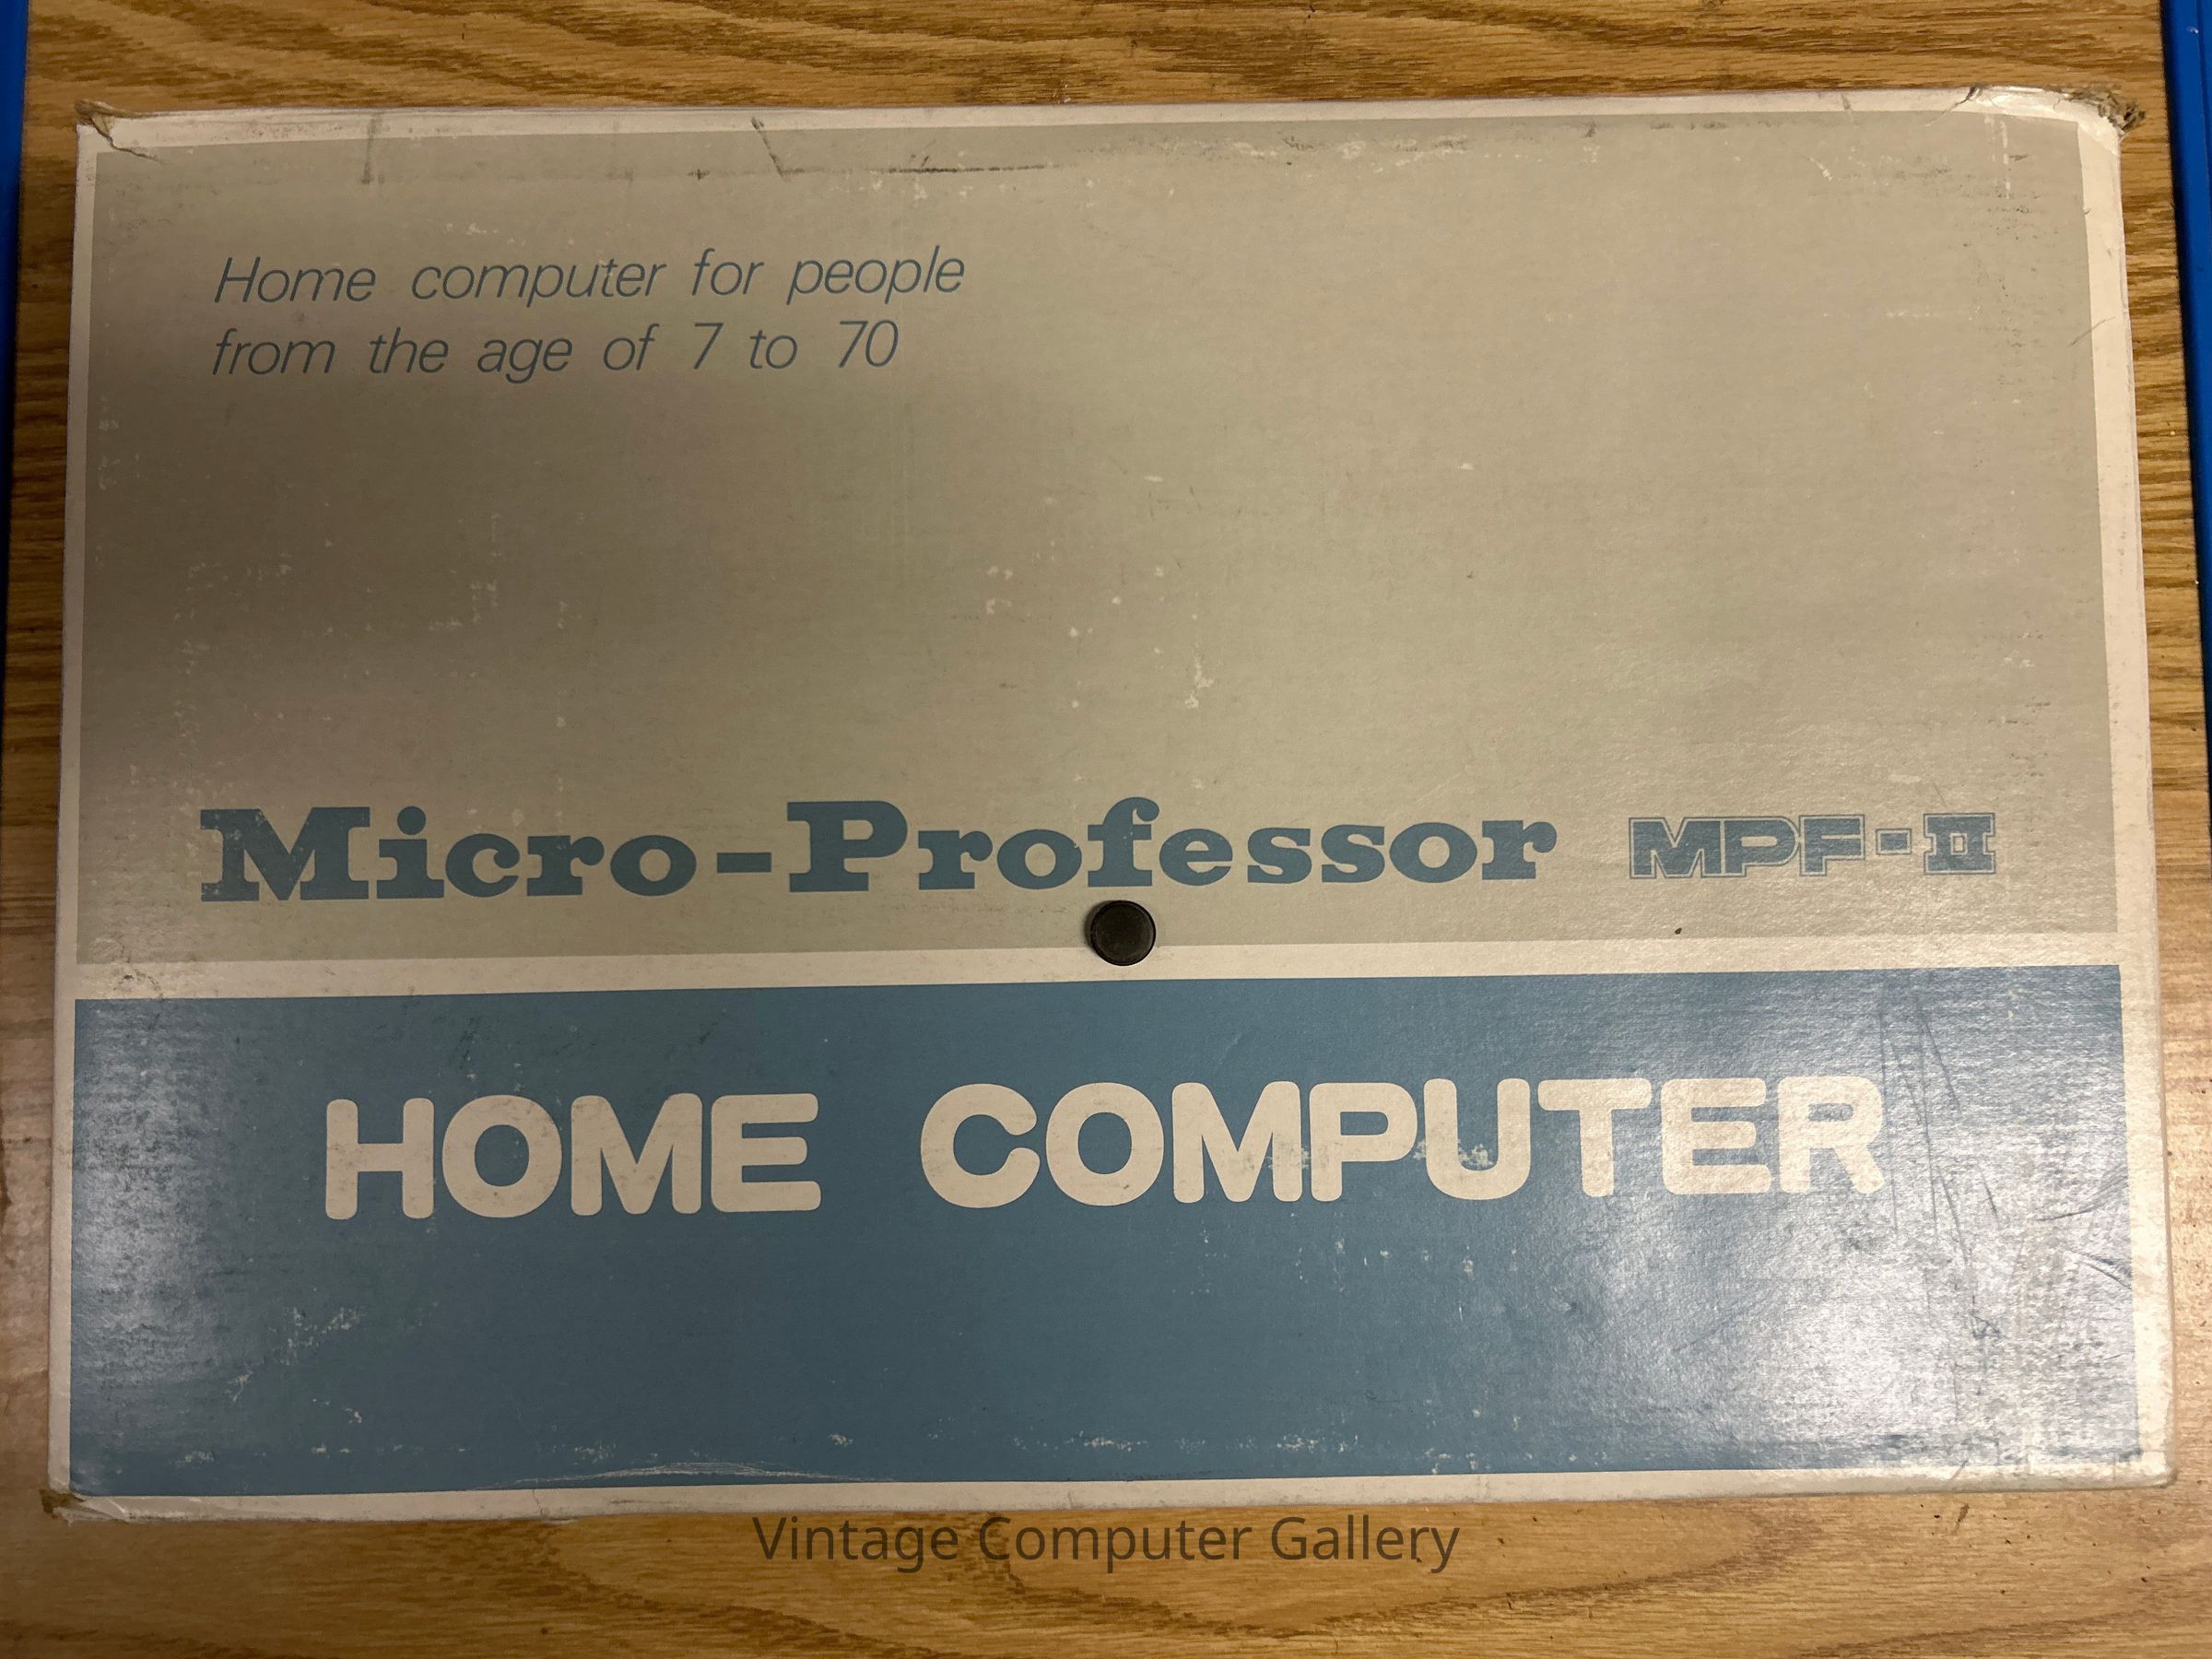 Home computer for people
from the age of 7 to 70
Micro-Professor MPF-II
HOME COMPUTER
Vintage Computer Gallery